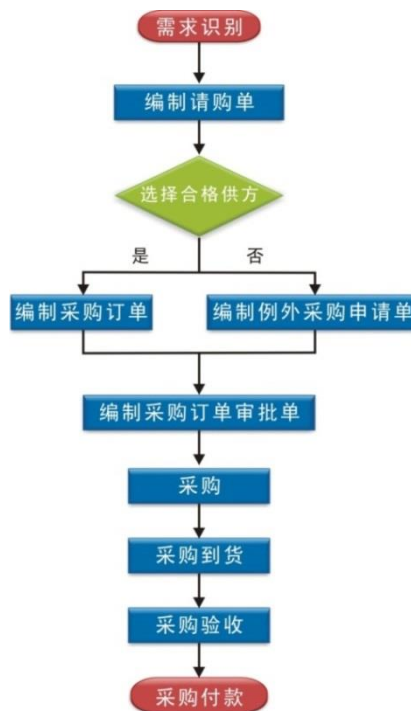 需求识别
编制请购单
选择合格供方
是
否
编制采购订单
编制例外采购申请单
编制采购订单审批单
采购
采购到货
采购验收
采购付款